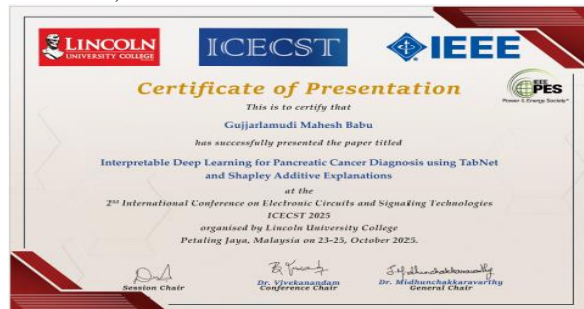 LINCOLN
UNIVERSITY COLLEGE
ICECST
IEEE
IEEE
PES
Power & Energy Society®
Certificate of Presentation
This is to certify that
Gujjarlamudi Mahesh Babu
has successfully presented the paper titled
Interpretable Deep Learning for Pancreatic Cancer Diagnosis using TabNet
and Shapley Additive Explanations
at the
2ND International Conference on Electronic Circuits and Signaling Technologies
ICECST 2025
organised by Lincoln University College
Petaling Jaya, Malaysia on 23-25, October 2025.
Session Chair
Dr. Vivekanandam
Conference Chair
Dr. Midhunchakkaravarthy
General Chair